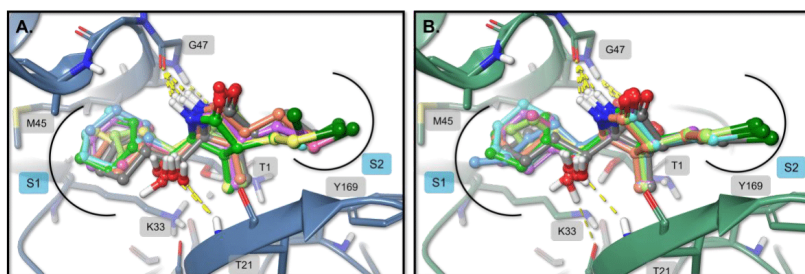 A.
G47
M45
S1
T1
S2
Y169
K33
T21
B.
G47
M45
S1
T1
S2
Y169
K33
T21